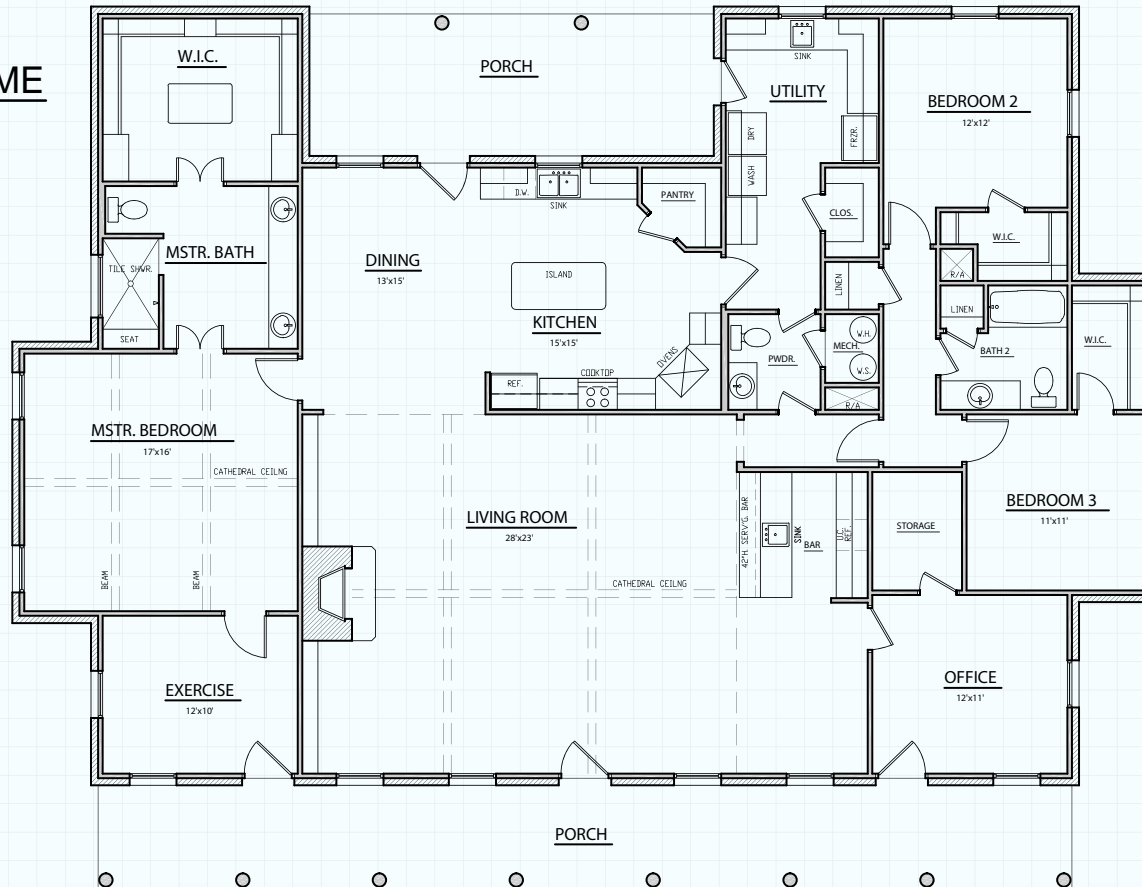 ME
W.I.C.
PORCH
SINK
UTILITY
BEDROOM 2
12'x12'
DRY
FRZR.
WASH
D.W.
SINK
PANTRY
CLOS.
W.I.C.
R/A
MSTR. BATH
TILE SHWR.
SEAT
DINING
13'x15'
ISLAND
KITCHEN
15'x15'
LINEN
LINEN
OVENS
REF.
COOKTOP
PWDR.
MECH.
W.H.
W.S.
R/A
BATH 2
W.I.C.
MSTR. BEDROOM
17'x16'
CATHEDRAL CEILNG
BEAM
BEAM
LIVING ROOM
28'x23'
CATHEDRAL CEILNG
42"H. SERV'G. BAR
SINK
BAR
U.C.
REF.
STORAGE
BEDROOM 3
11'x11'
EXERCISE
12'x10'
OFFICE
12'x11'
PORCH